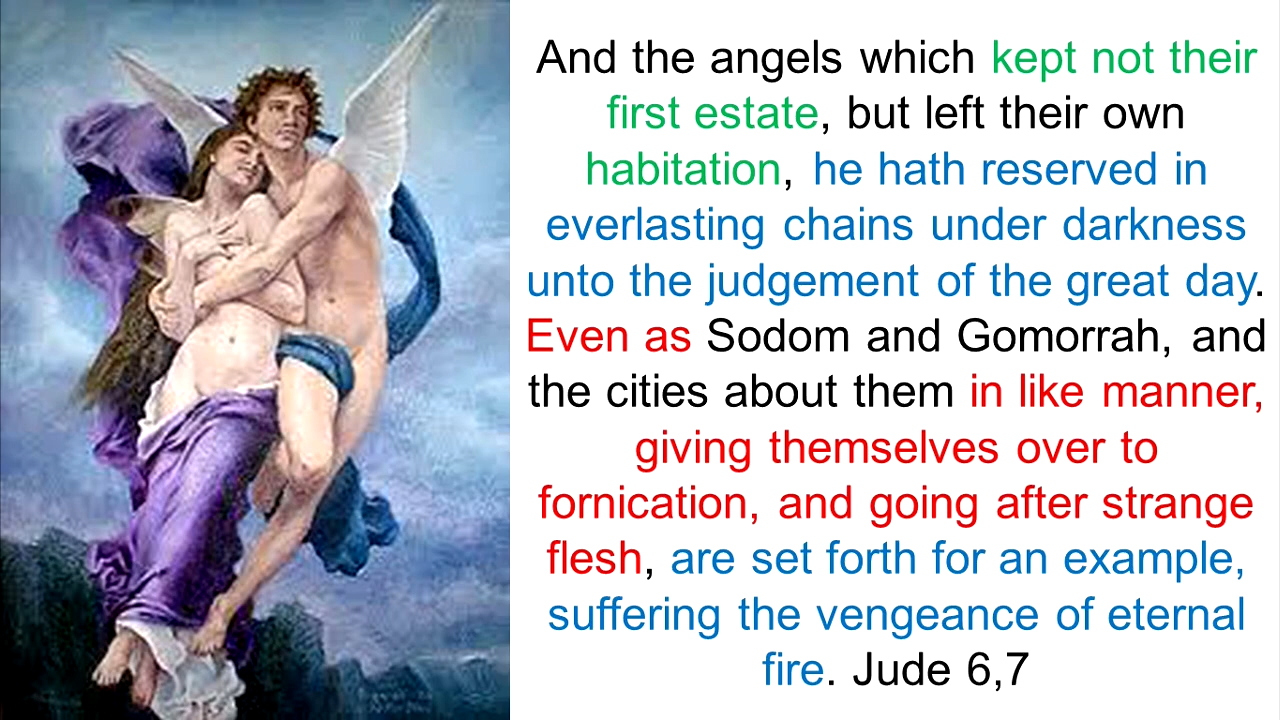 And the angels which kept not their
first estate, but left their own
habitation, he hath reserved in
everlasting chains under darkness
unto the judgement of the great day.
Even as Sodom and Gomorrah, and
the cities about them in like manner,
giving themselves over to
fornication, and going after strange
flesh, are set forth for an example,
suffering the vengeance of eternal
fire. Jude 6,7